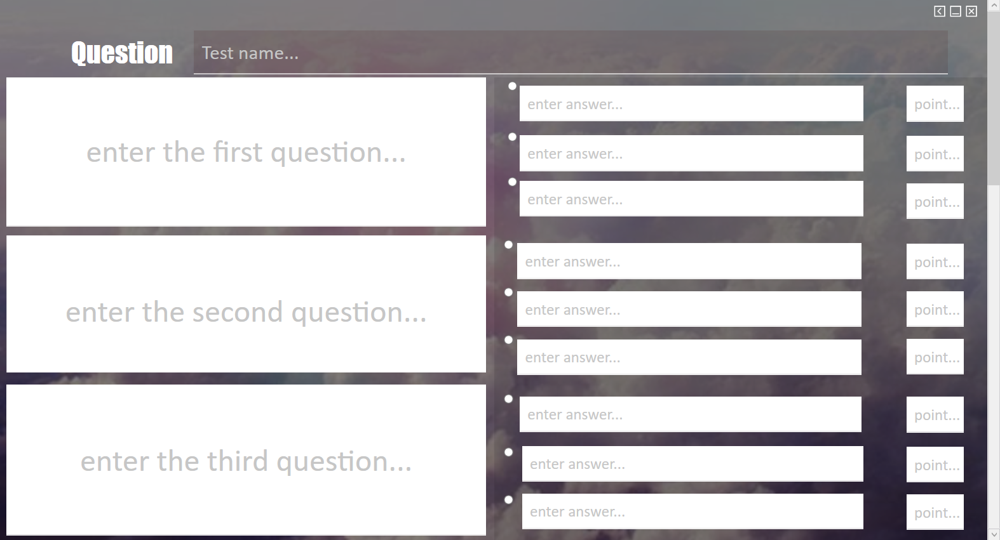 Question
Test name...
enter the first question...
enter answer...
point...
enter answer...
point...
enter answer...
point...
enter the second question...
enter answer...
point...
enter answer...
point...
enter answer...
point...
enter the third question...
enter answer...
point...
enter answer...
point...
enter answer...
point...